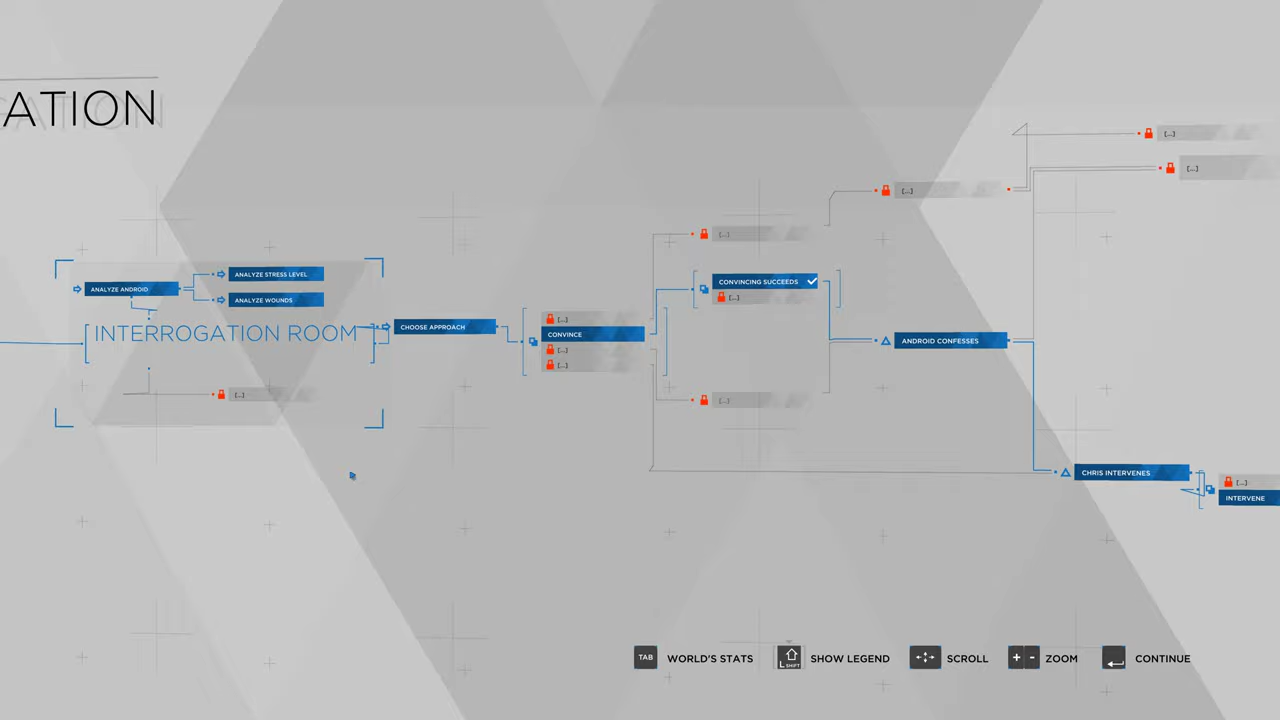 ATION
[...]
[...]
[...]
[...]
ANALYZE STRESS LEVEL
ANALYZE ANDROID
ANALYZE WOUNDS
CONVINCING SUCCEEDS
[...]
INTERROGATION ROOM
CHOOSE APPROACH
[...]
CONVINCE
[...]
[...]
ANDROID CONFESSES
[...]
[...]
CHRIS INTERVENES
[...]
INTERVENE
TAB WORLD'S STATS
L SHIFT SHOW LEGEND
SCROLL
+ - ZOOM
CONTINUE